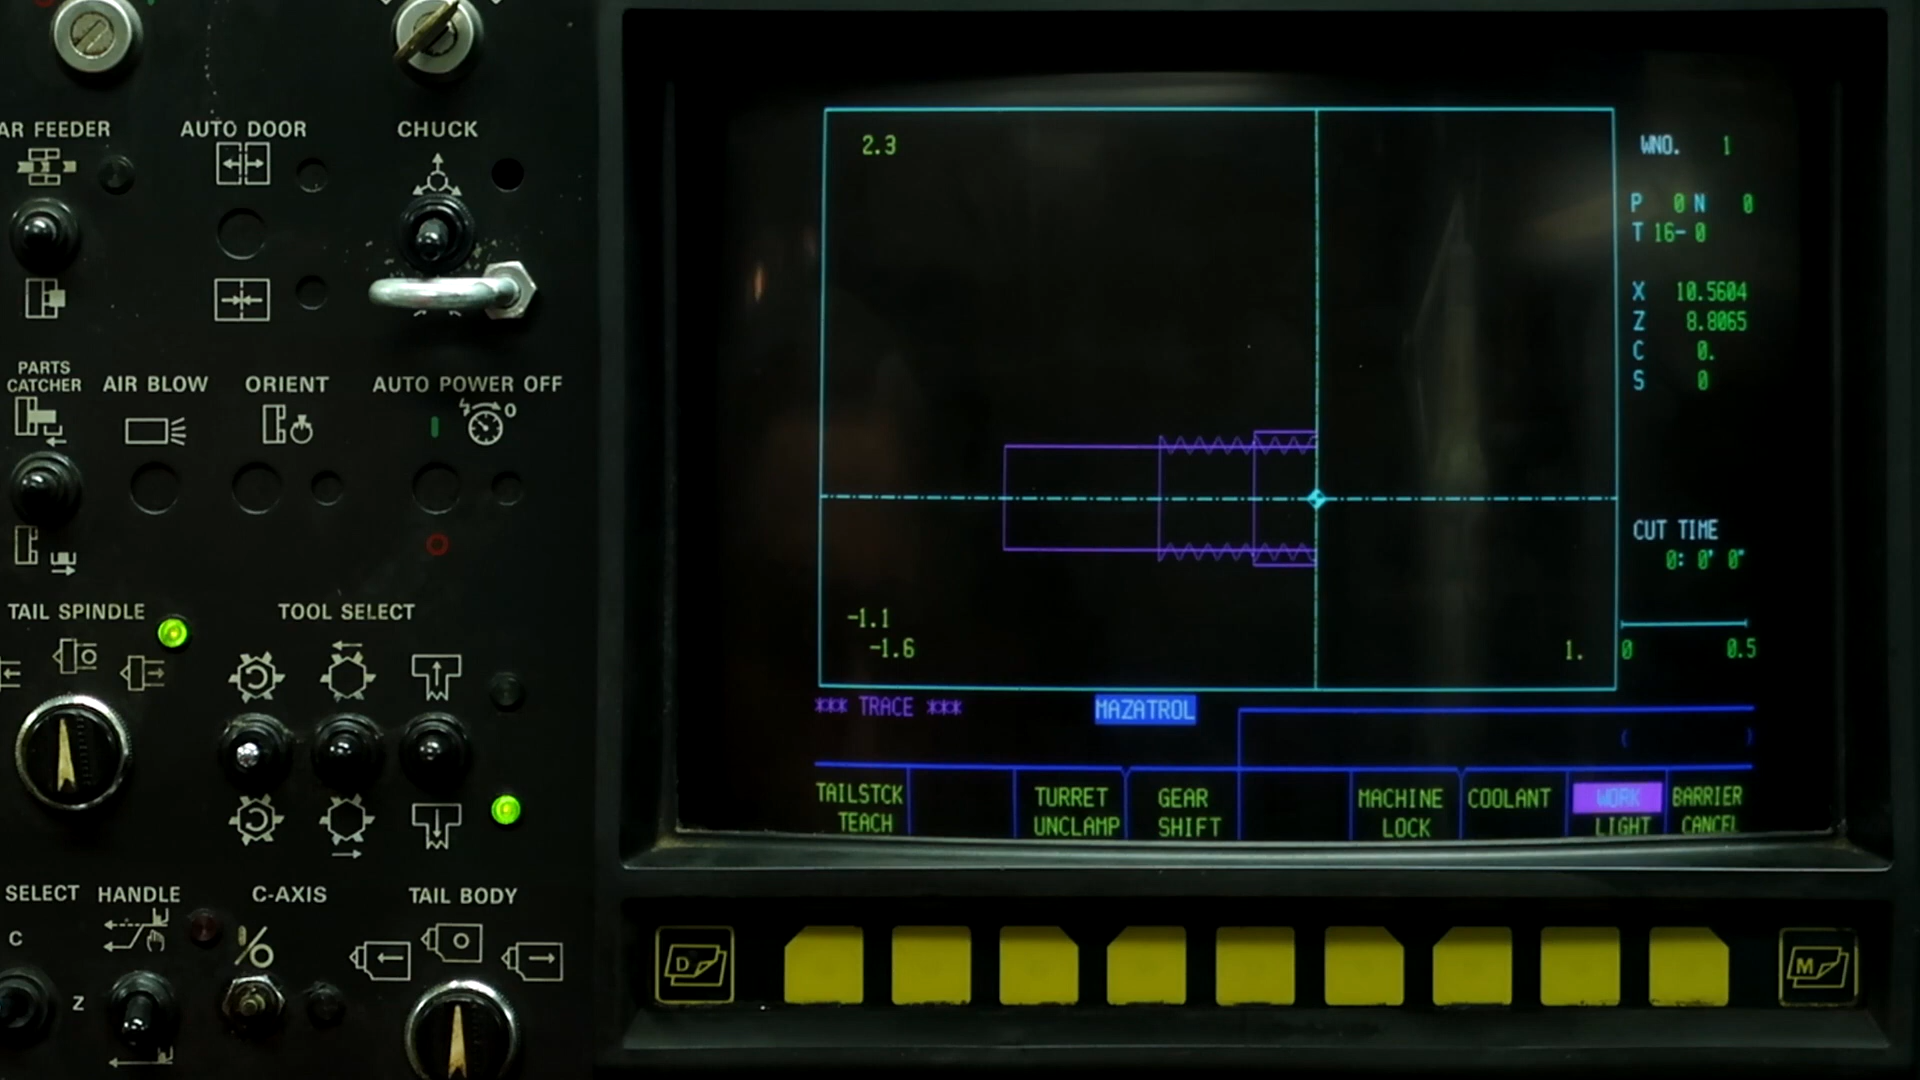 AR FEEDER
AUTO DOOR
CHUCK
PARTS
CATCHER
AIR BLOW
ORIENT
AUTO POWER OFF
TAIL SPINDLE
TOOL SELECT
SELECT
HANDLE
C-AXIS
TAIL BODY
C
Z
2.3
-1.1
-1.6
1.
WNO. 1
P 0 N 0
T 16- 0
X 10.5604
Z 8.8065
C 0.
S 0
CUT TIME
0: 0' 0"
0 0.5
*** TRACE ***
MAZATROL
( )
TAILSTCK
TEACH
TURRET
UNCLAMP
GEAR
SHIFT
MACHINE
LOCK
COOLANT
WORK
LIGHT
BARRIER
CANCEL
D
M